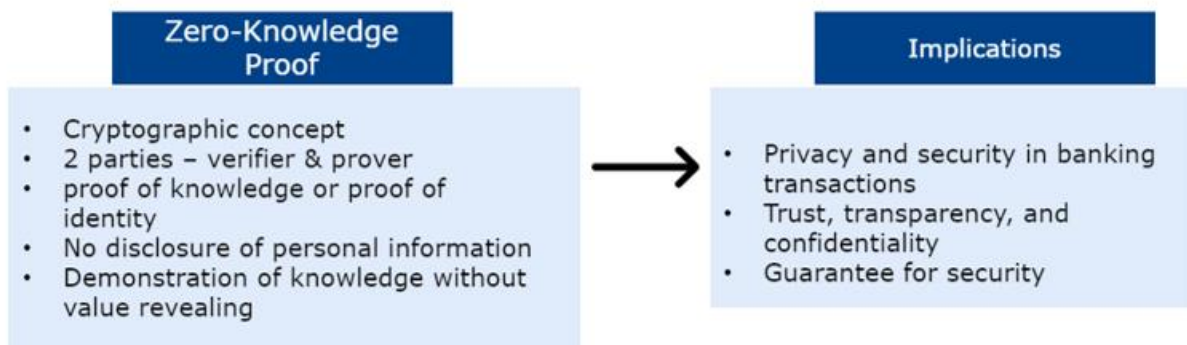 Zero-Knowledge
Proof
• Cryptographic concept
• 2 parties – verifier & prover
• proof of knowledge or proof of
identity
• No disclosure of personal information
• Demonstration of knowledge without
value revealing
Implications
• Privacy and security in banking
transactions
• Trust, transparency, and
confidentiality
• Guarantee for security